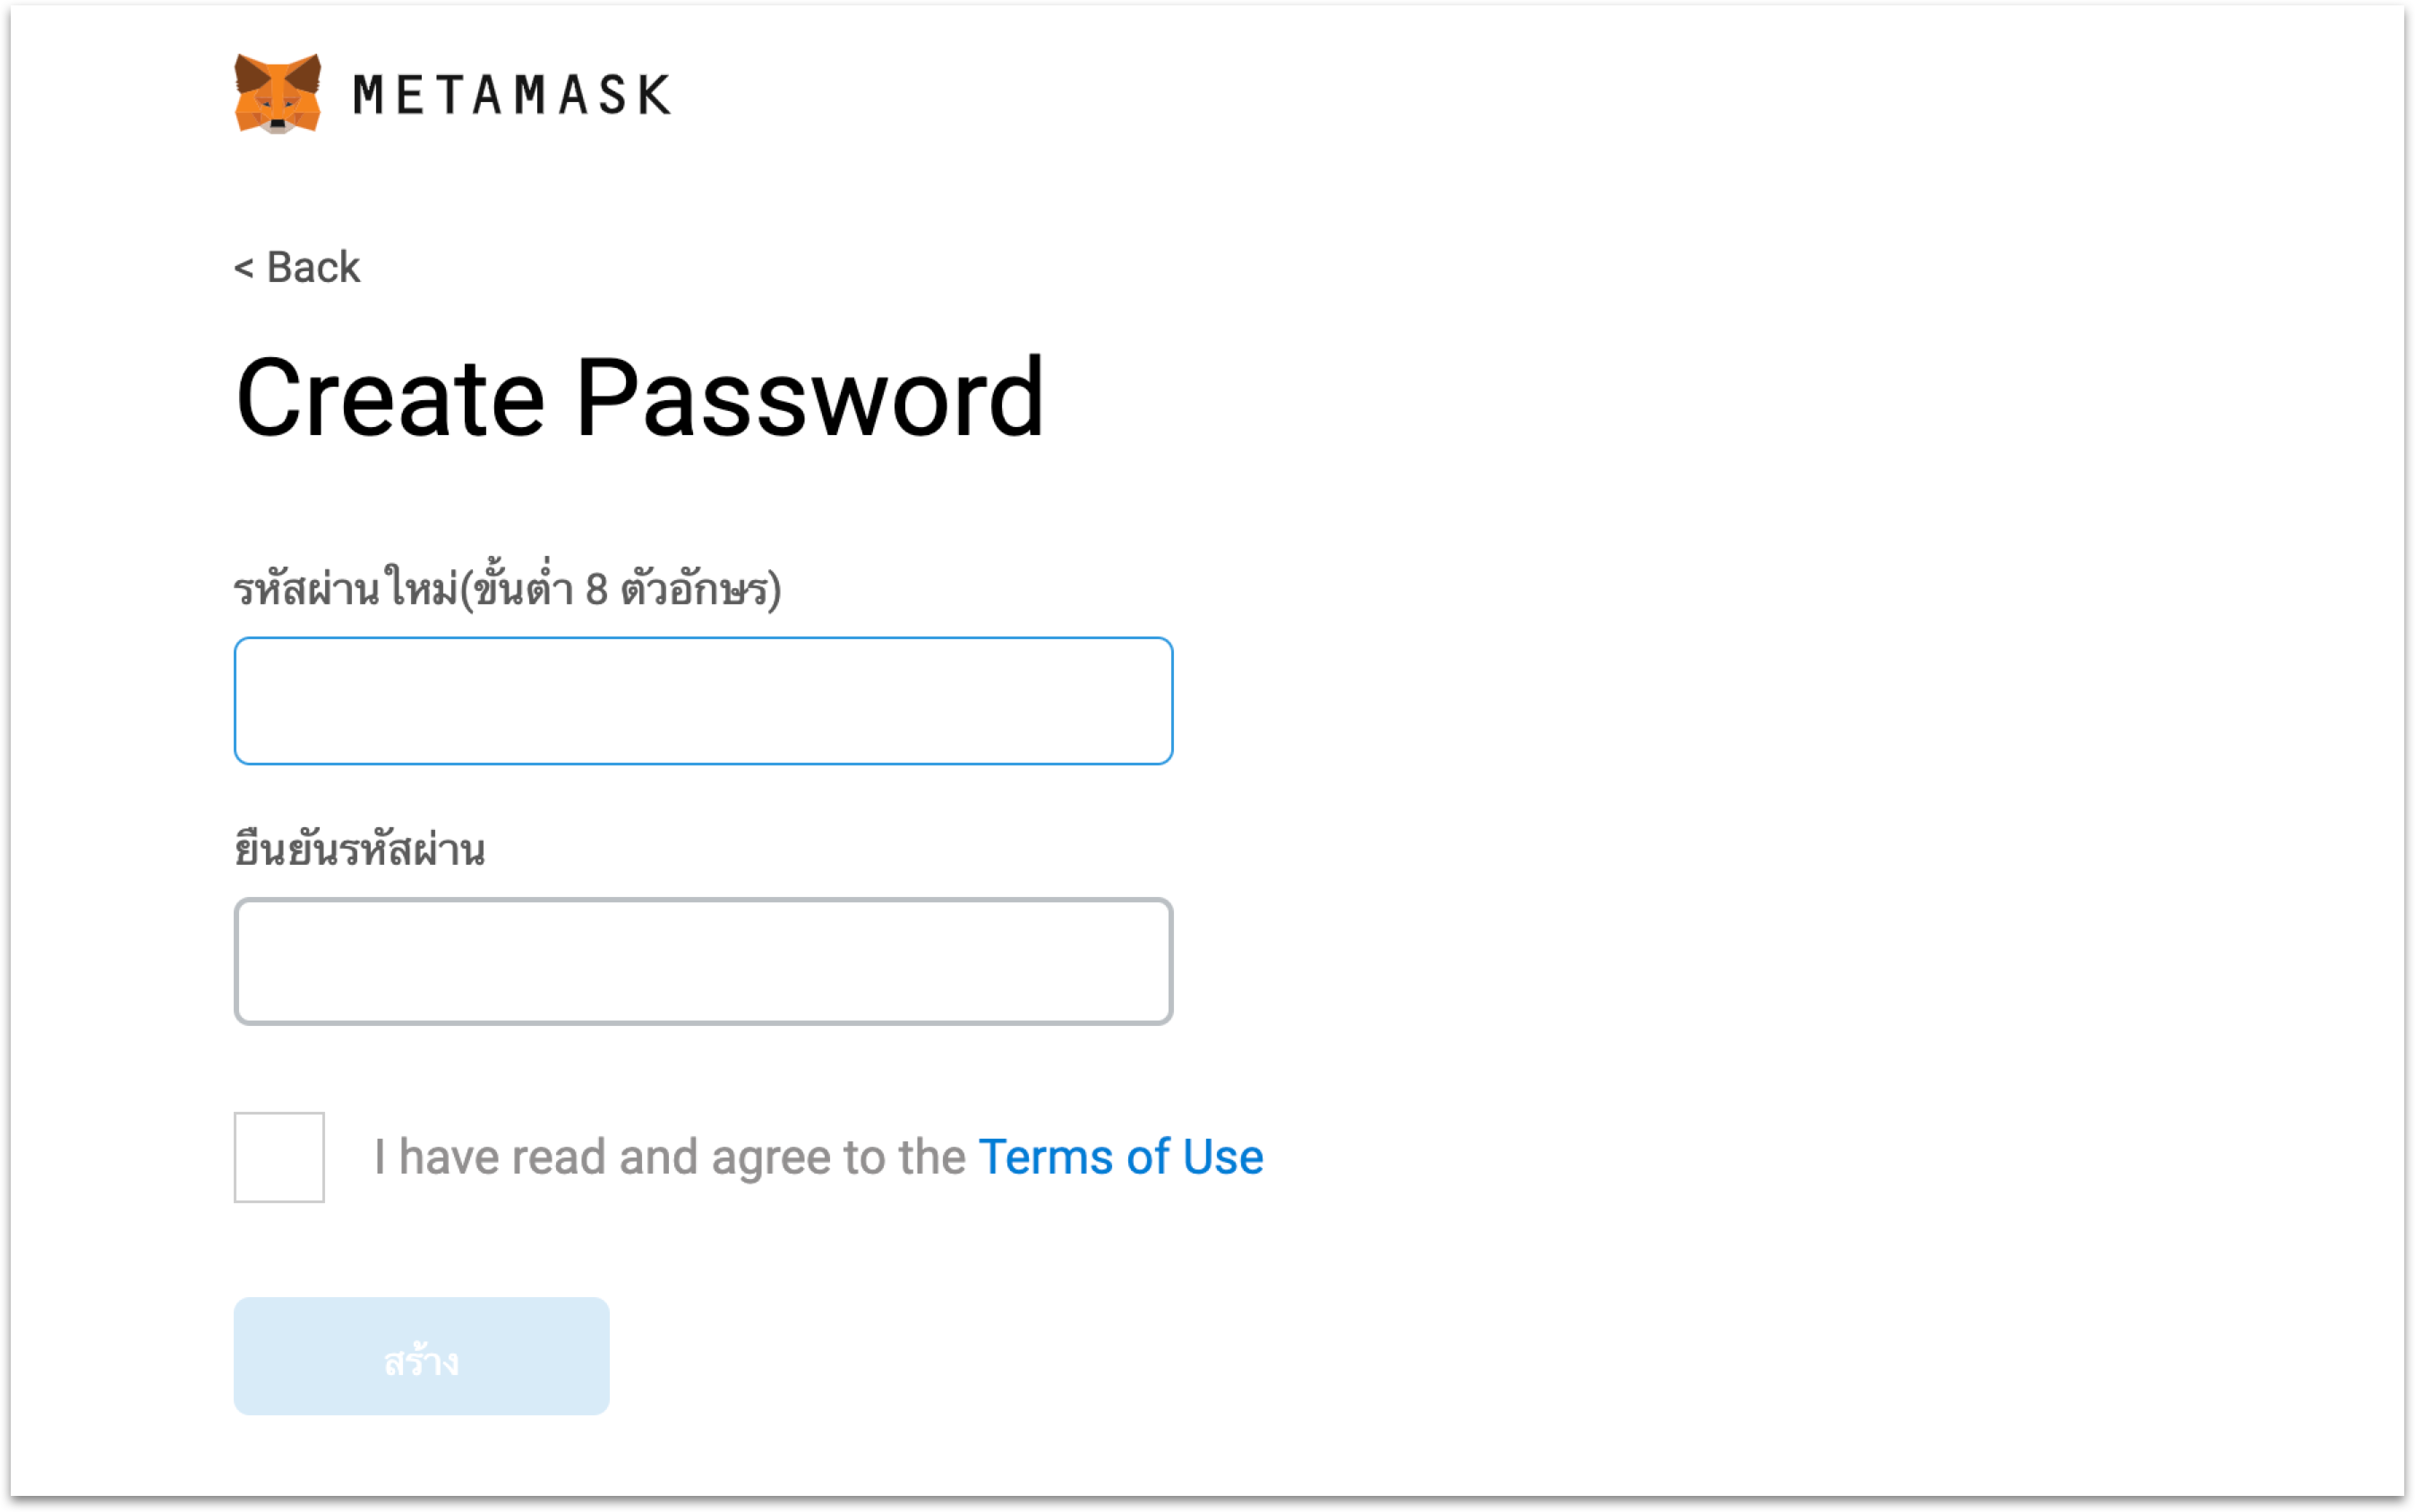 METAMASK
< Back
Create Password
รหัสผ่านใหม่(ขั้นต่ำ 8 ตัวอักษร)
ยืนยันรหัสผ่าน
I have read and agree to the Terms of Use
สร้าง